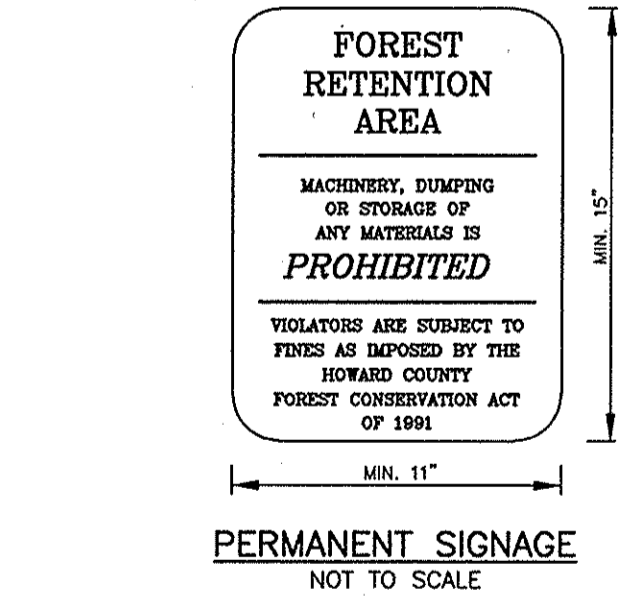 FOREST
RETENTION
AREA
MACHINERY, DUMPING
OR STORAGE OF
ANY MATERIALS IS
PROHIBITED
VIOLATORS ARE SUBJECT TO
FINES AS IMPOSED BY THE
HOWARD COUNTY
FOREST CONSERVATION ACT
OF 1991
MIN. 15"
MIN. 11"
PERMANENT SIGNAGE
NOT TO SCALE